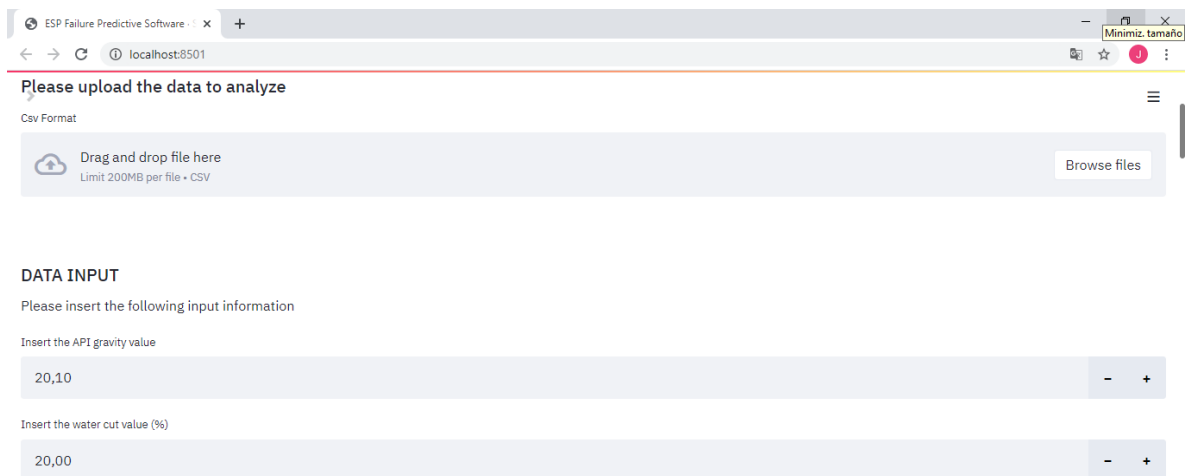 ESP Failure Predictive Software · S
Minimiz. tamaño
localhost:8501
J
Please upload the data to analyze
Csv Format
Drag and drop file here
Limit 200MB per file • CSV
Browse files
DATA INPUT
Please insert the following input information
Insert the API gravity value
20,10
- +
Insert the water cut value (%)
20,00
- +